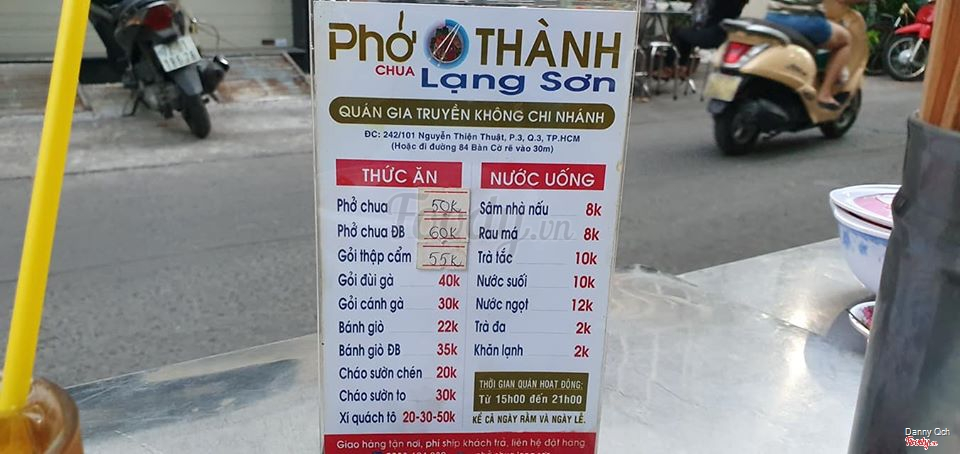 Phở THÀNH
CHUA Lạng Sơn
QUÁN GIA TRUYỀN KHÔNG CHI NHÁNH
ĐC: 242/101 Nguyễn Thiện Thuật, P.3, Q.3, TP.HCM
(Hoặc đi đường 84 Bàn Cờ rẽ vào 30m)
THỨC ĂN
Phở chua 50k
Phở chua ĐB 60k
Gỏi thập cẩm 55k
Gỏi đùi gà 40k
Gỏi cánh gà 30k
Bánh giò 22k
Bánh giò ĐB 35k
Cháo sườn chén 20k
Cháo sườn to 30k
Xí quách tô 20-30-50k
NƯỚC UỐNG
Sâm nhà nấu 8k
Rau má 8k
Trà tắc 10k
Nước suối 10k
Nước ngọt 12k
Trà đa 2k
Khăn lạnh 2k
THỜI GIAN QUÁN HOẠT ĐỘNG:
Từ 15h00 đến 21h00
KỂ CẢ NGÀY RẰM VÀ NGÀY LỄ.
Giao hàng tận nơi, phí ship khách trả, liên hệ đặt hàng
Foody.vn
Danny Qch
Foody.vn